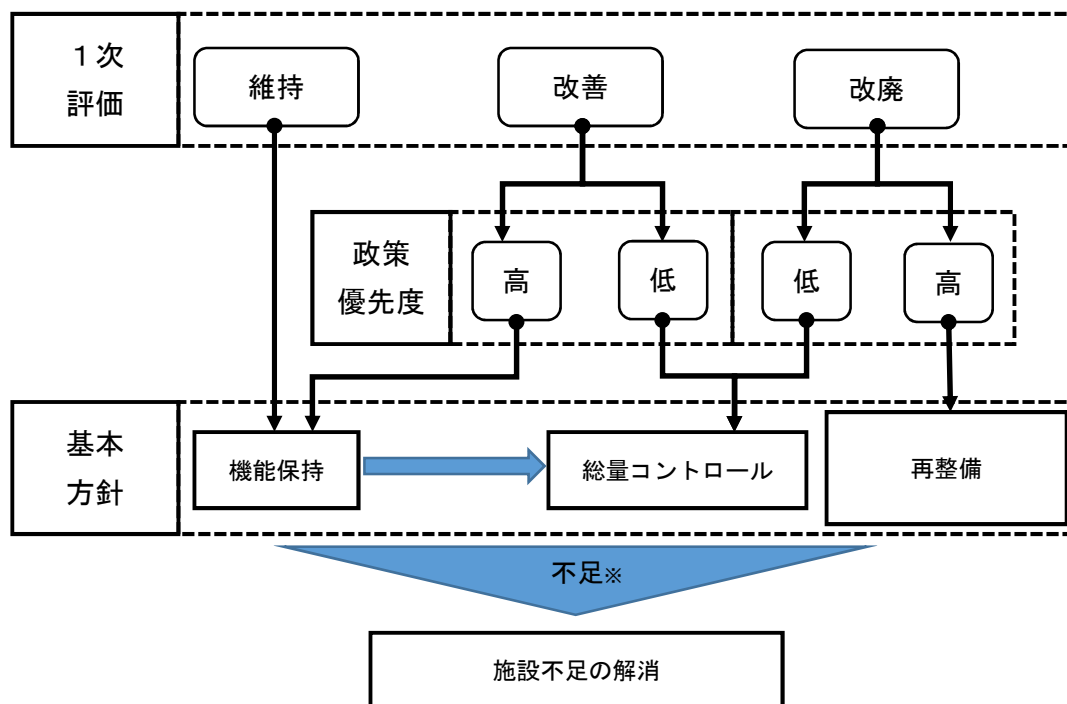 １次
評価
維持
改善
改廃
政策
優先度
高
低
低
高
基本
方針
機能保持
総量コントロール
再整備
不足※
施設不足の解消